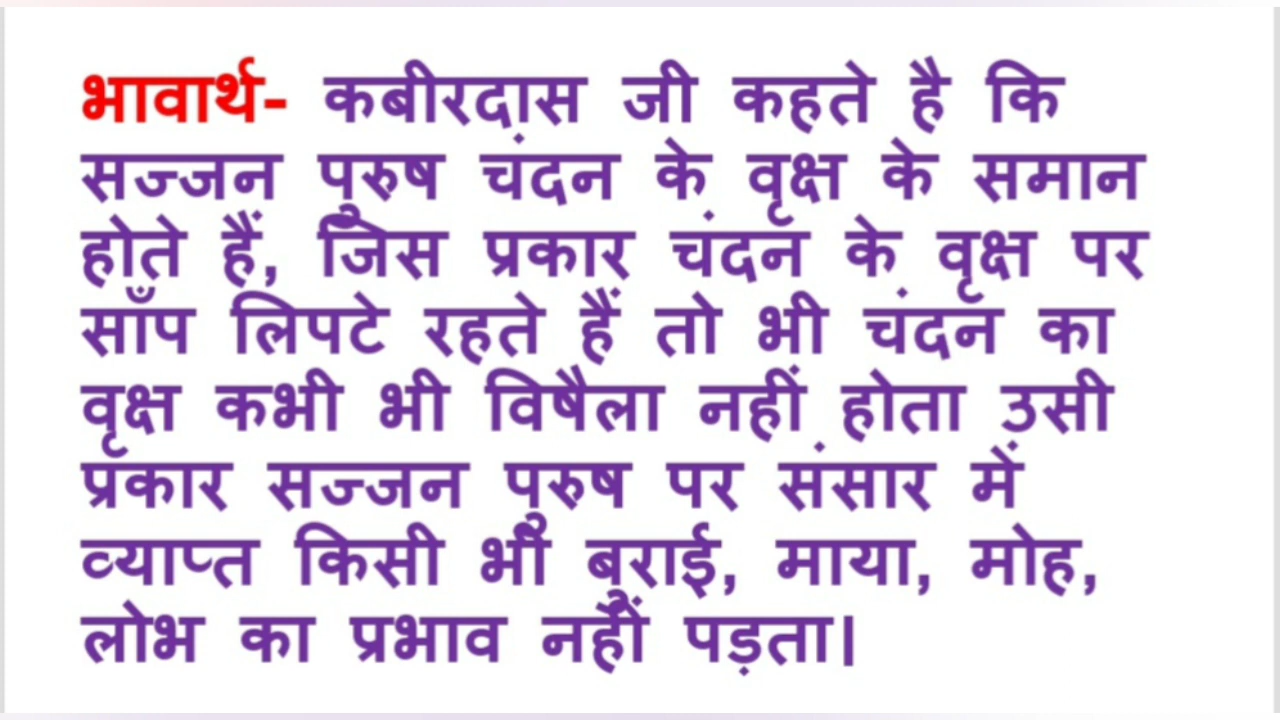 भावार्थ- कबीरदास जी कहते है कि
सज्जन पुरुष चंदन के वृक्ष के समान
होते हैं, जिस प्रकार चंदन के वृक्ष पर
साँप लिपटे रहते हैं तो भी चंदन का
वृक्ष कभी भी विषैला नहीं होता उसी
प्रकार सज्जन पुरुष पर संसार में
व्याप्त किसी भी बुराई, माया, मोह,
लोभ का प्रभाव नहीं पड़ता।